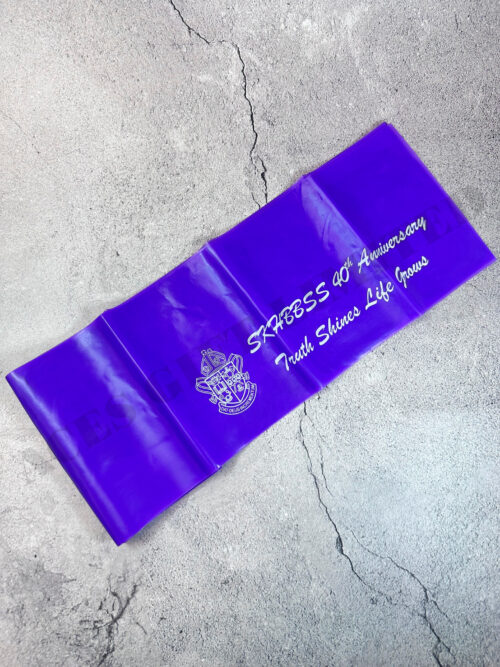 SKHBBSS 40th Anniversary
Truth Shines Life Grows